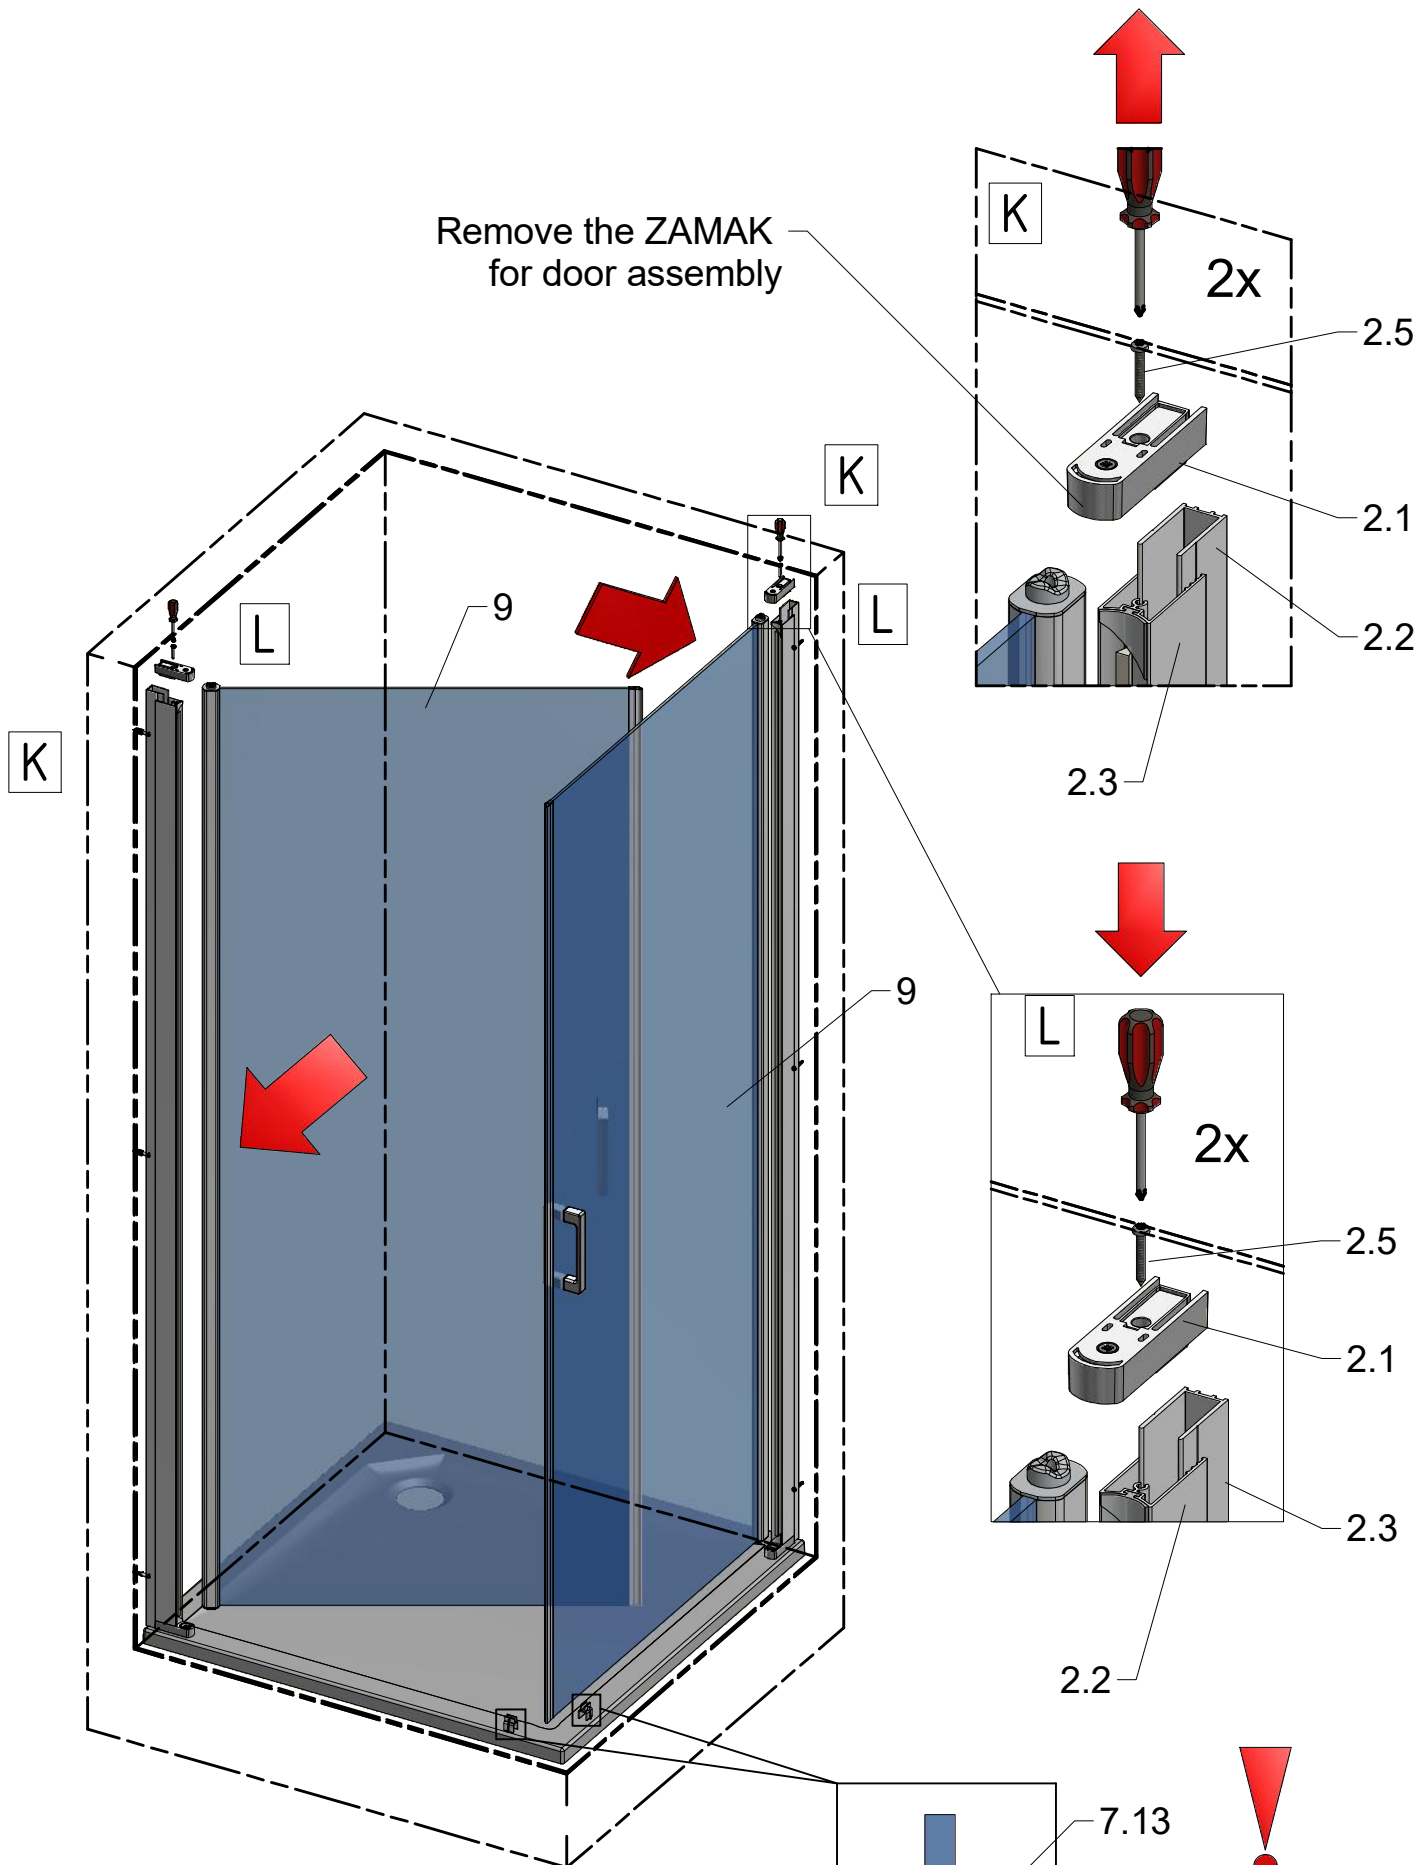 K
2x
Remove the ZAMAK
for door assembly
2.5
2.1
2.2
2.3
K
L
9
L
K
9
L
2x
2.5
2.1
2.3
2.2
7.13